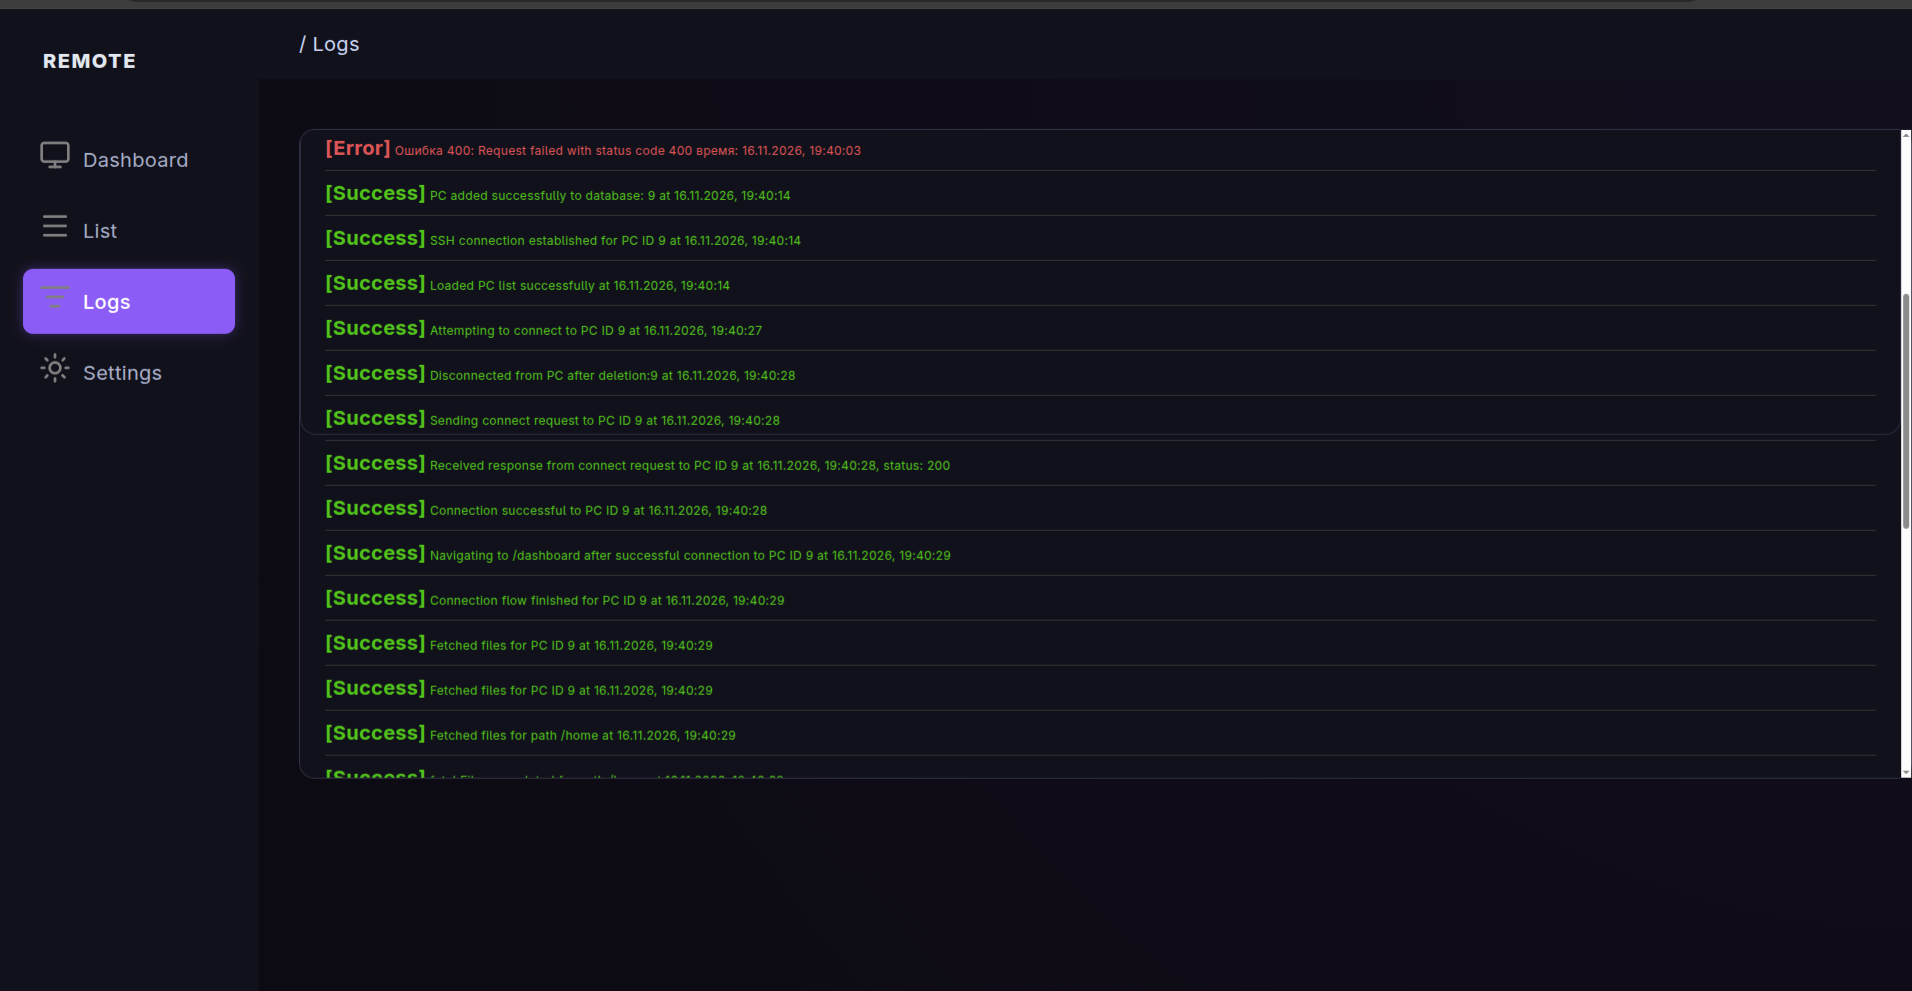 REMOTE
Dashboard
List
Logs
Settings
/ Logs
[Error] Ошибка 400: Request failed with status code 400 время: 16.11.2026, 19:40:03
[Success] PC added successfully to database: 9 at 16.11.2026, 19:40:14
[Success] SSH connection established for PC ID 9 at 16.11.2026, 19:40:14
[Success] Loaded PC list successfully at 16.11.2026, 19:40:14
[Success] Attempting to connect to PC ID 9 at 16.11.2026, 19:40:27
[Success] Disconnected from PC after deletion:9 at 16.11.2026, 19:40:28
[Success] Sending connect request to PC ID 9 at 16.11.2026, 19:40:28
[Success] Received response from connect request to PC ID 9 at 16.11.2026, 19:40:28, status: 200
[Success] Connection successful to PC ID 9 at 16.11.2026, 19:40:28
[Success] Navigating to /dashboard after successful connection to PC ID 9 at 16.11.2026, 19:40:29
[Success] Connection flow finished for PC ID 9 at 16.11.2026, 19:40:29
[Success] Fetched files for PC ID 9 at 16.11.2026, 19:40:29
[Success] Fetched files for PC ID 9 at 16.11.2026, 19:40:29
[Success] Fetched files for path /home at 16.11.2026, 19:40:29
[Success]